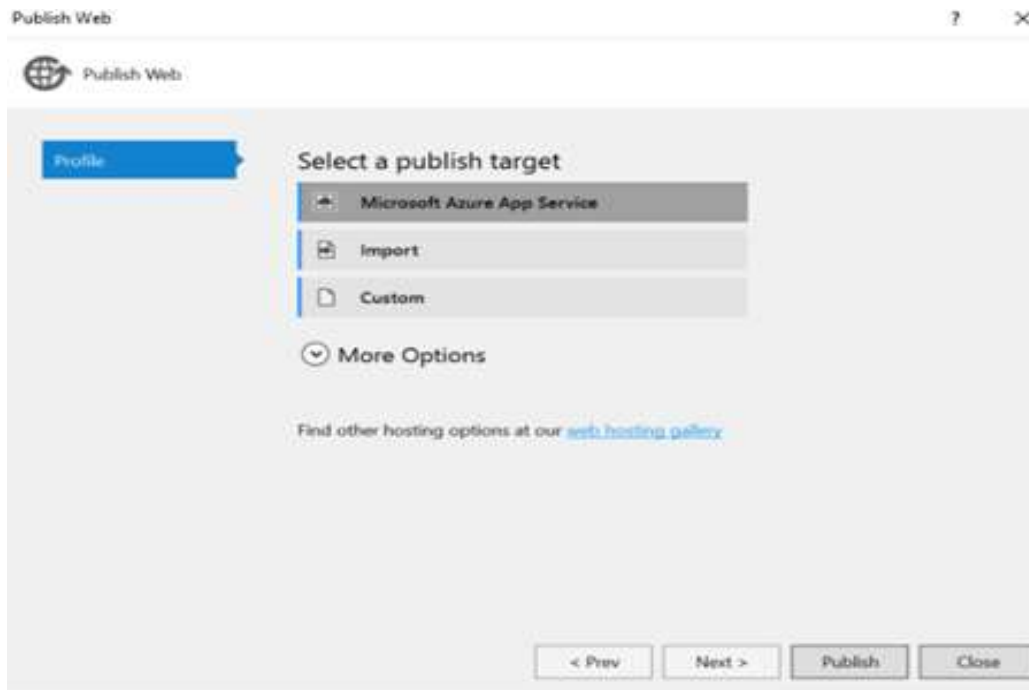 Publish Web
?
Publish Web
Profile
Select a publish target
Microsoft Azure App Service
Import
Custom
More Options
Find other hosting options at our web hosting gallery
< Prev
Next >
Publish
Close